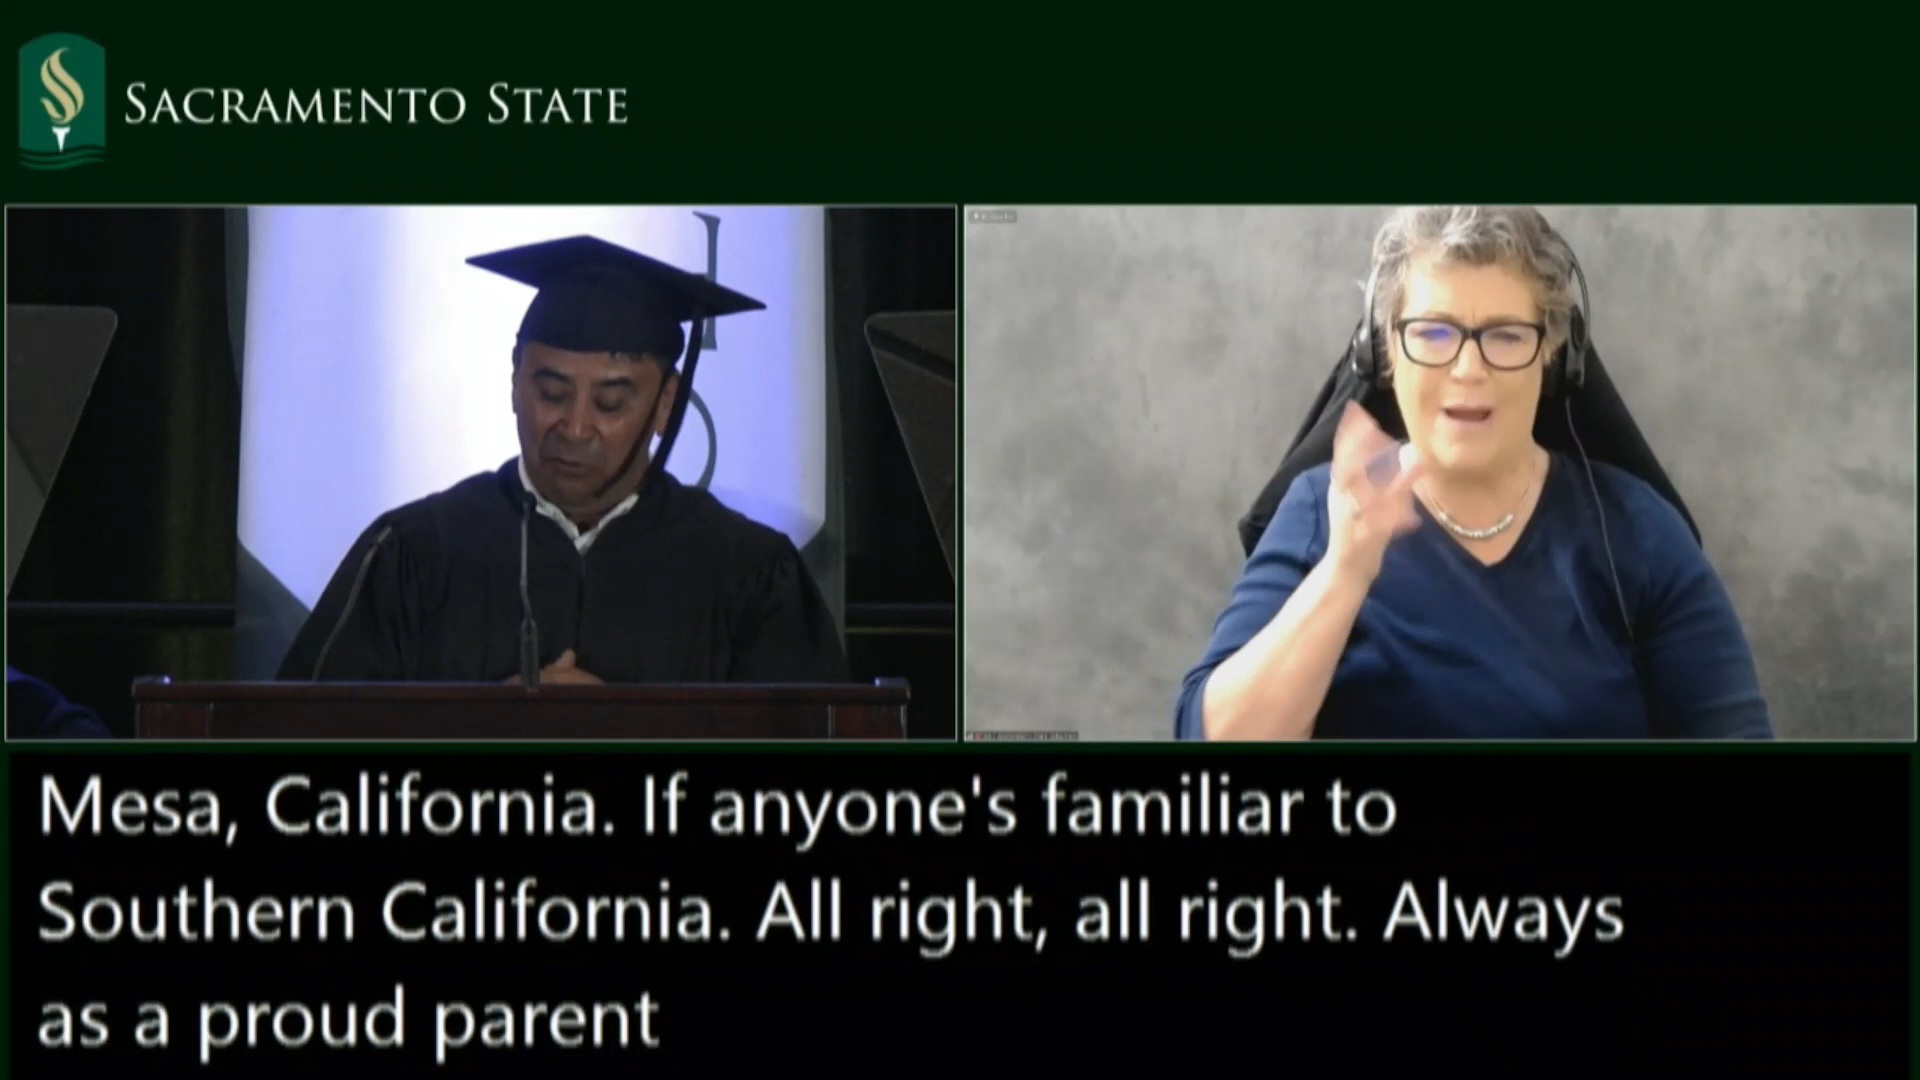 SACRAMENTO STATE
Mesa, California. If anyone's familiar to
Southern California. All right, all right. Always
as a proud parent